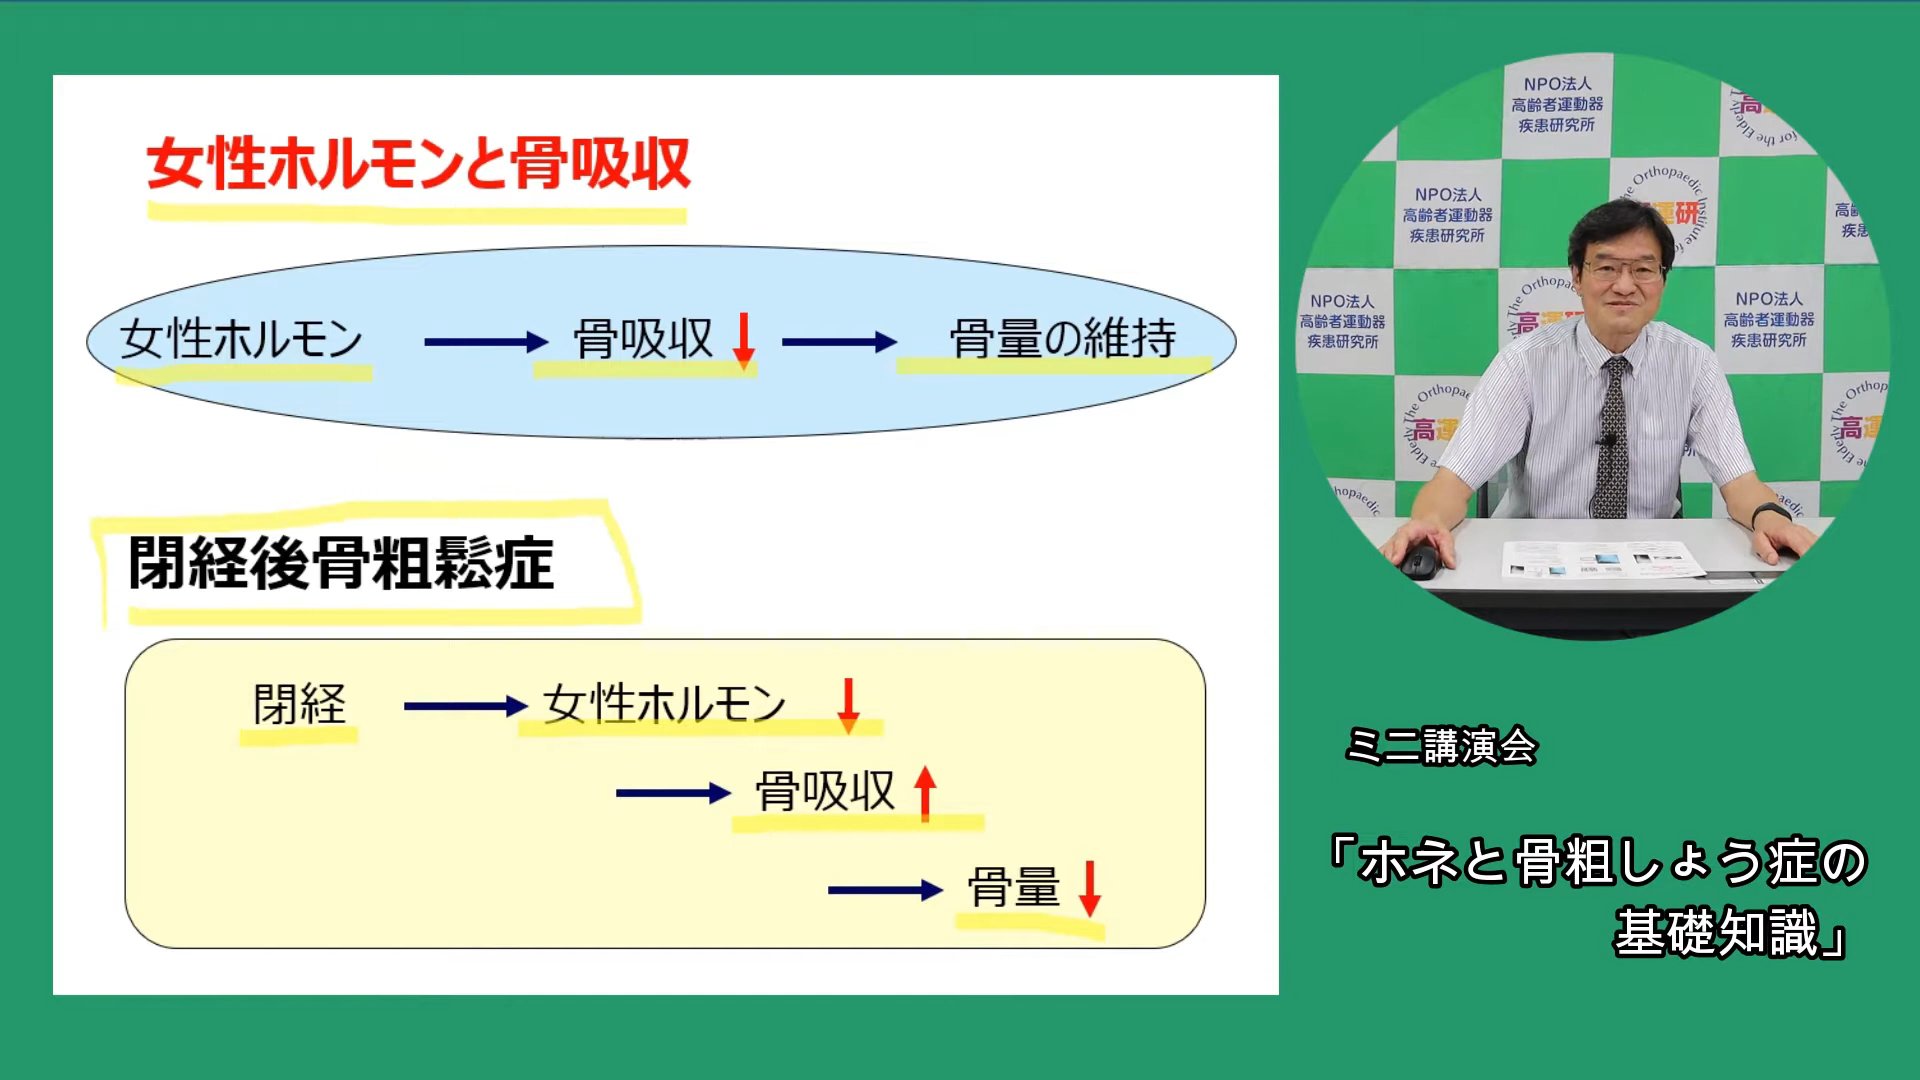 女性ホルモンと骨吸収
女性ホルモン → 骨吸収 ↓ → 骨量の維持
閉経後骨粗鬆症
閉経 → 女性ホルモン ↓
→ 骨吸収 ↑
→ 骨量 ↓
NPO法人
高齢者運動器
疾患研究所
NPO法人
高齢者運動器
疾患研究所
NPO法人
高齢者運動器
疾患研究所
NPO法人
高齢者運動器
疾患研究所
ミニ講演会
「ホネと骨粗しょう症の
基礎知識」